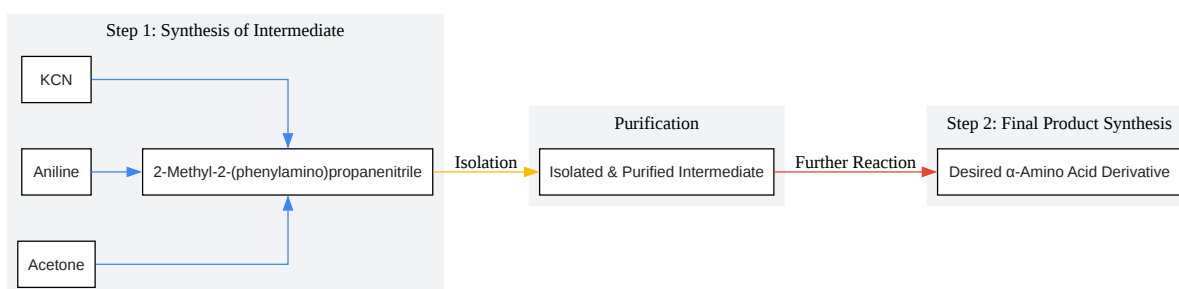 Step 1: Synthesis of Intermediate
KCN
Aniline
Acetone
2-Methyl-2-(phenylamino)propanenitrile
Isolation
Purification
Isolated & Purified Intermediate
Further Reaction
Step 2: Final Product Synthesis
Desired α-Amino Acid Derivative